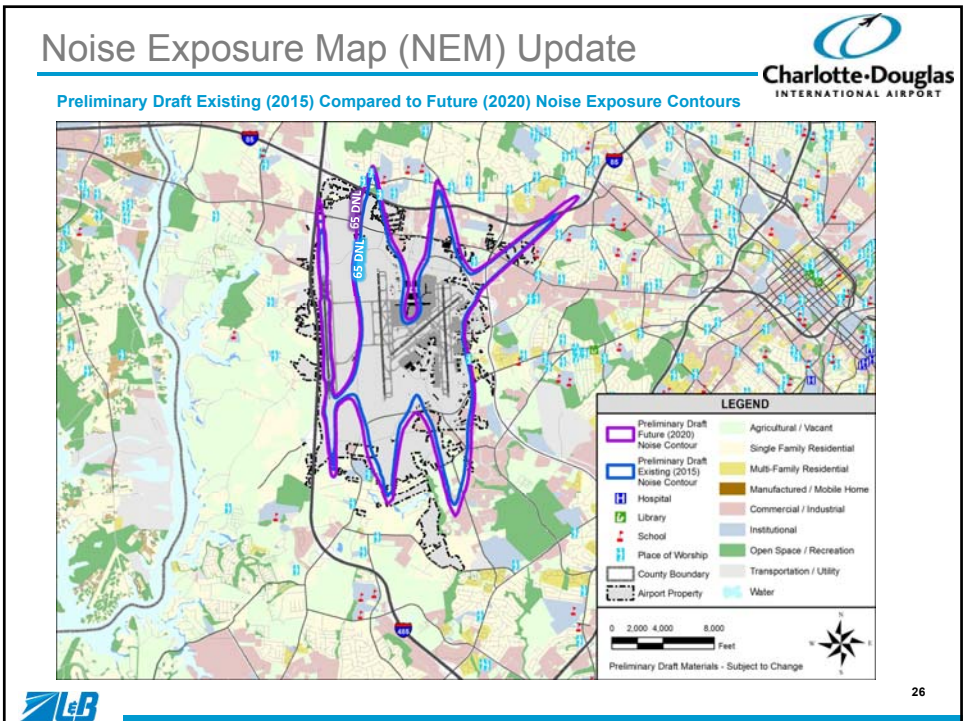 Noise Exposure Map (NEM) Update
Charlotte•Douglas
INTERNATIONAL AIRPORT
Preliminary Draft Existing (2015) Compared to Future (2020) Noise Exposure Contours
85
85
65 DNL
65 DNL
485
LEGEND
Preliminary Draft
Future (2020)
Noise Contour
Preliminary Draft
Existing (2015)
Noise Contour
Hospital
Library
School
Place of Worship
County Boundary
Airport Property
Agricultural / Vacant
Single Family Residential
Multi-Family Residential
Manufactured / Mobile Home
Commercial / Industrial
Institutional
Open Space / Recreation
Transportation / Utility
Water
0 2,000 4,000 8,000
Feet
N
W E
S
Preliminary Draft Materials - Subject to Change
26
L&B